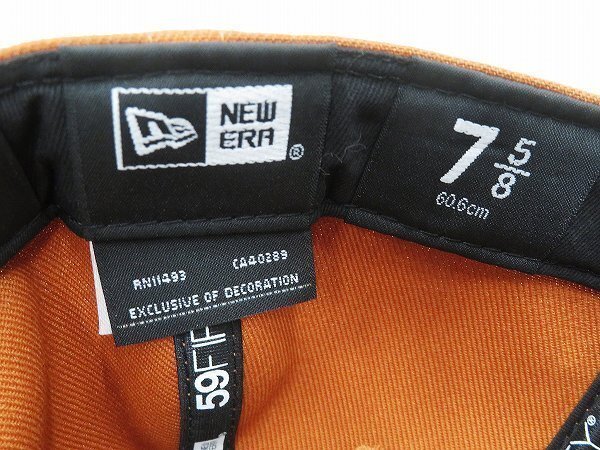 NEW
ERA
®
7 5/8
60.6cm
RN11493 CA40289
EXCLUSIVE OF DECORATION
59FIF